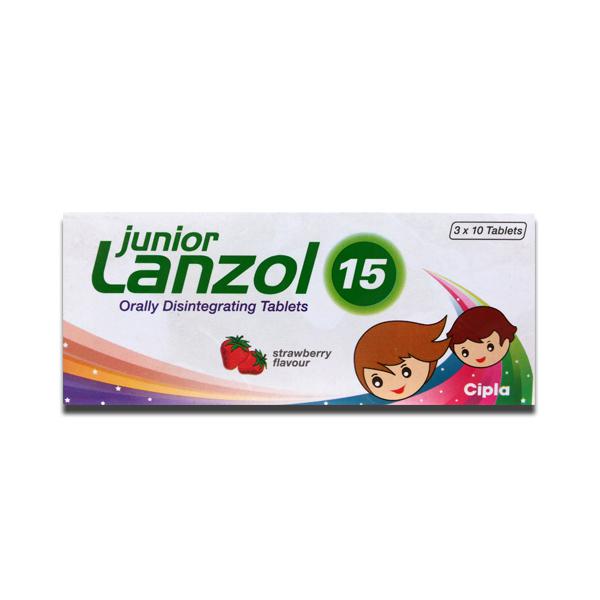 3 x 10 Tablets
junior
Lanzol 15
Orally Disintegrating Tablets
strawberry
flavour
Cipla